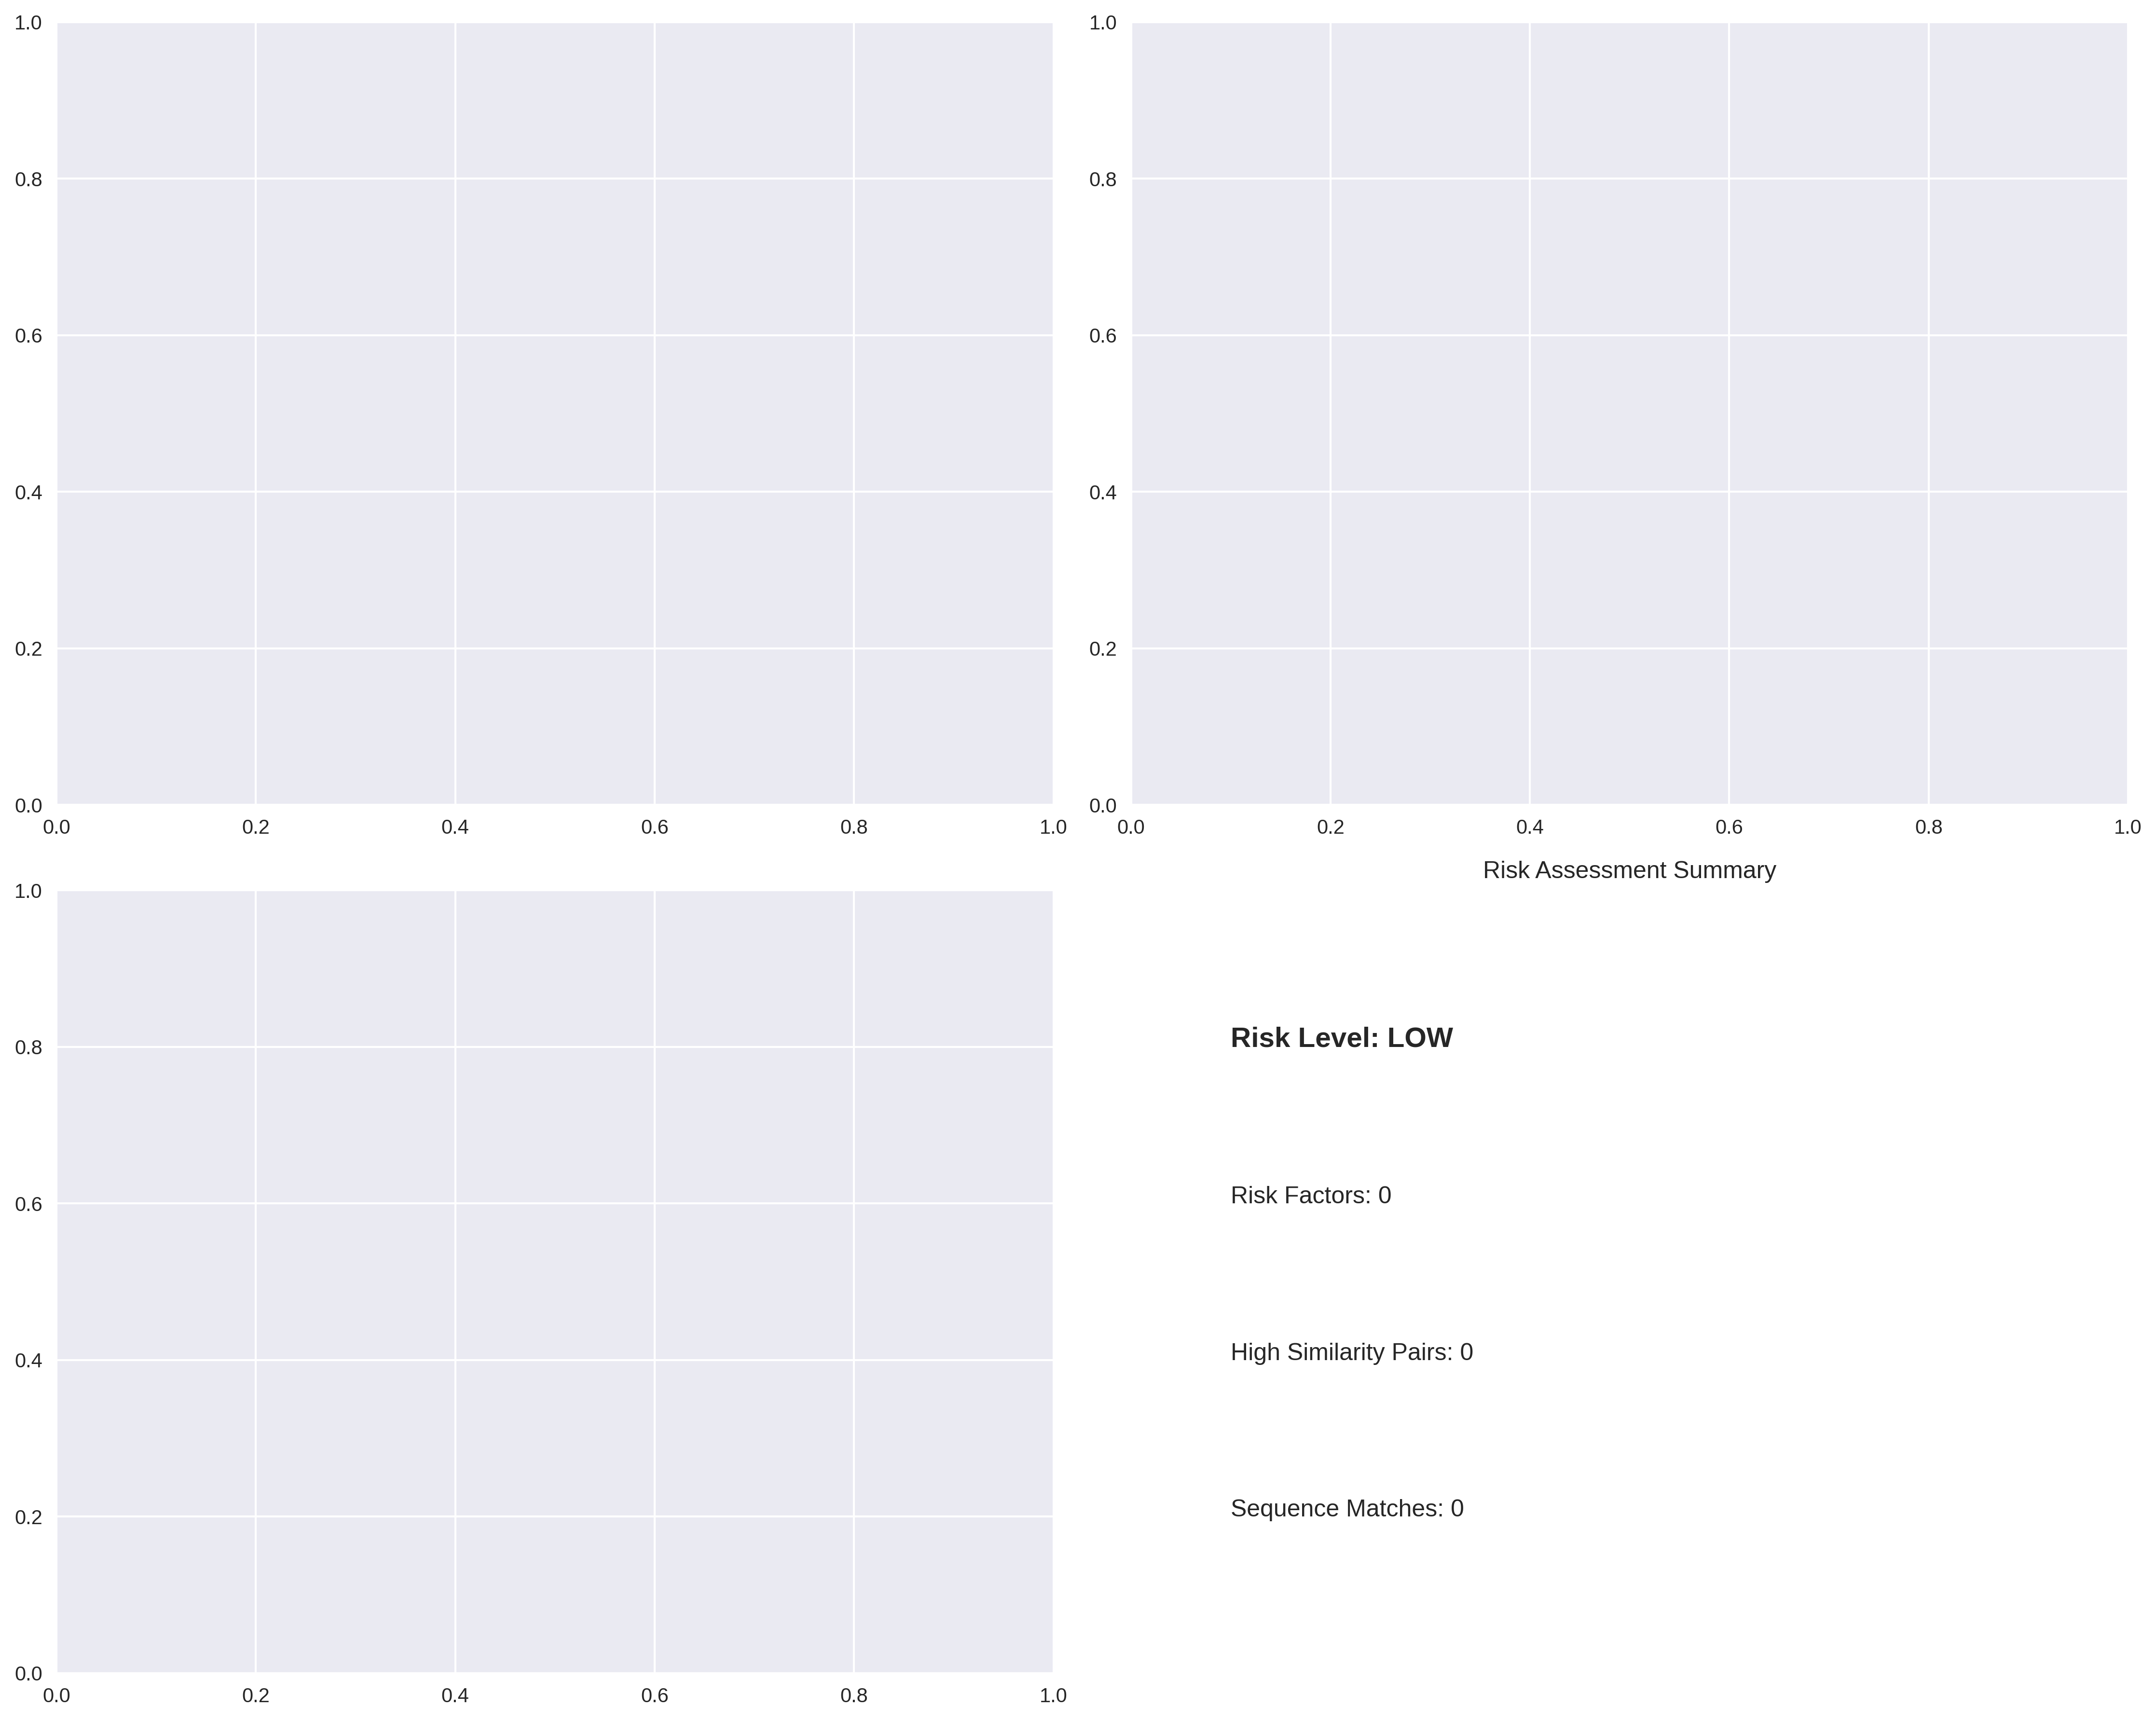 1.0
0.8
0.6
0.4
0.2
0.0
0.0 0.2 0.4 0.6 0.8 1.0
1.0
0.8
0.6
0.4
0.2
0.0
0.0 0.2 0.4 0.6 0.8 1.0
1.0
0.8
0.6
0.4
0.2
0.0
0.0 0.2 0.4 0.6 0.8 1.0
Risk Assessment Summary
Risk Level: LOW
Risk Factors: 0
High Similarity Pairs: 0
Sequence Matches: 0